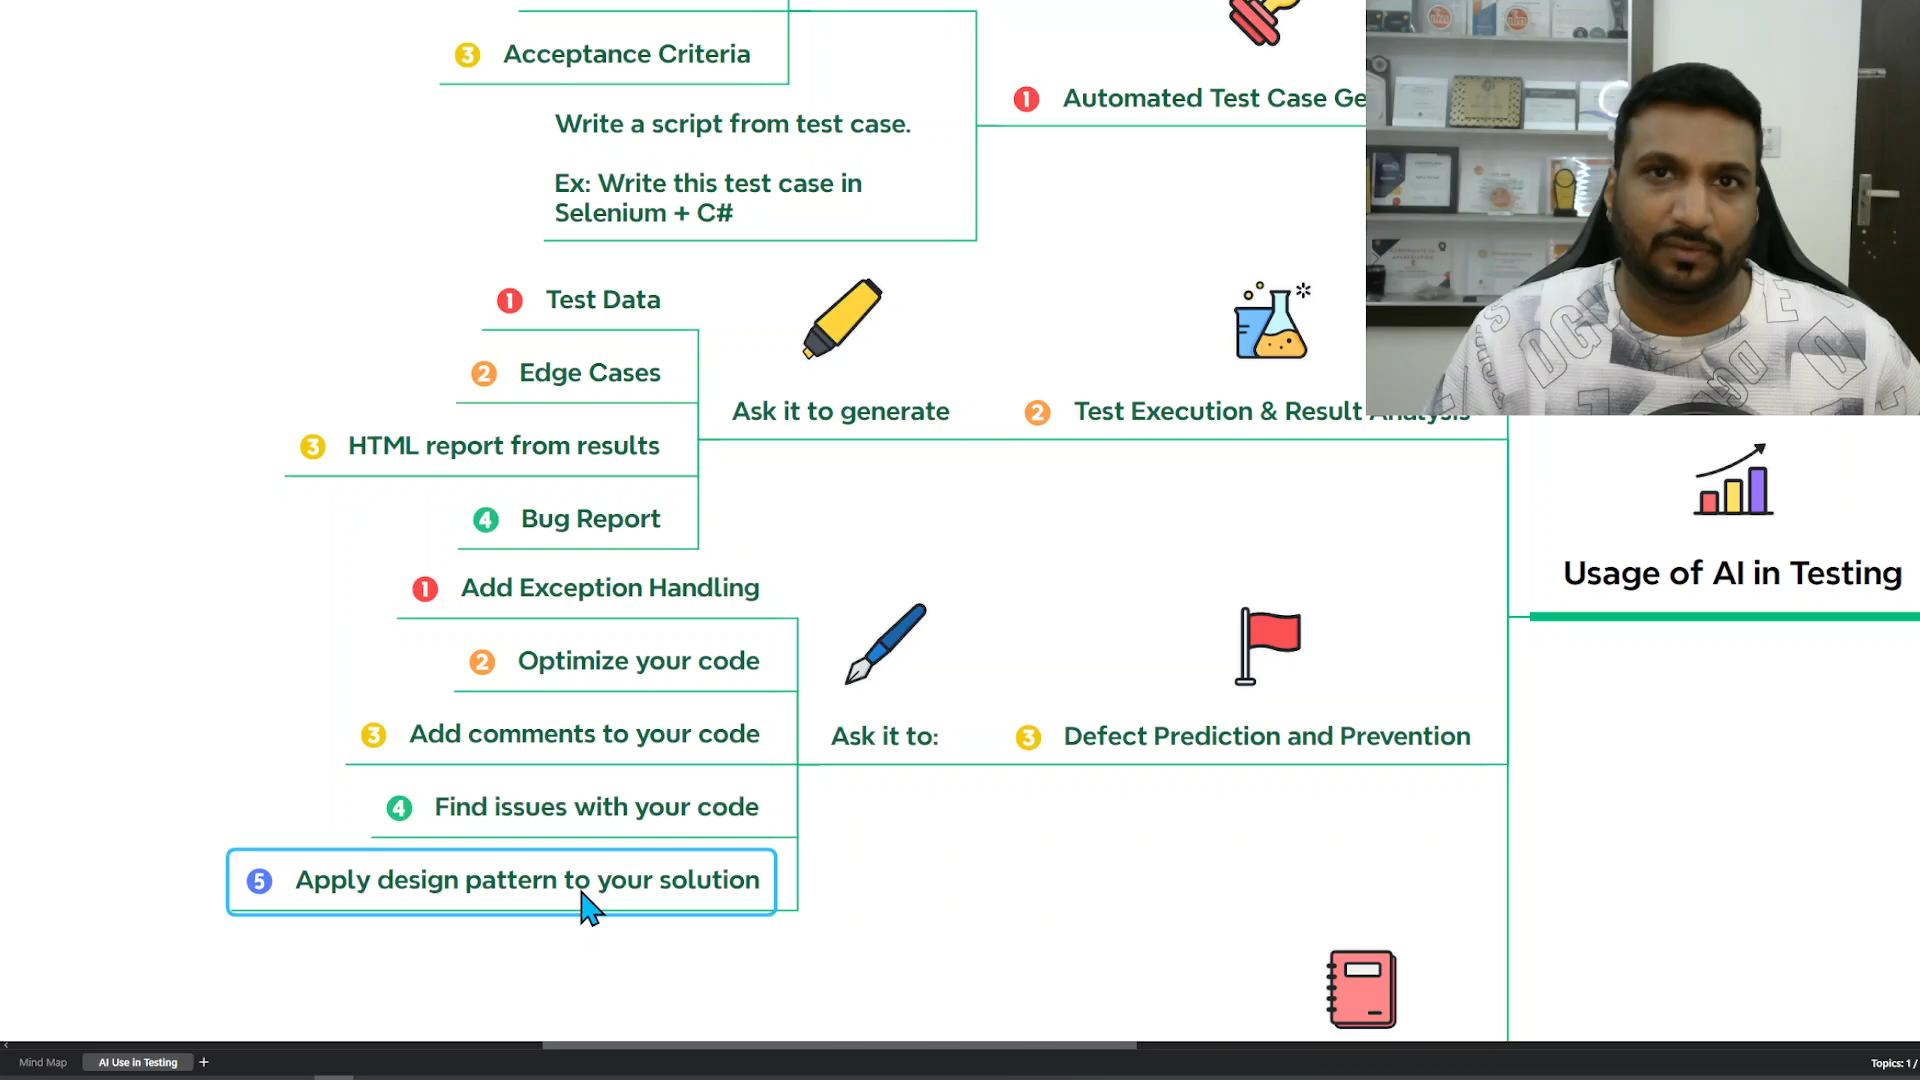 3 Acceptance Criteria
Write a script from test case.
Ex: Write this test case in
Selenium + C#
1 Automated Test Case Ge
1 Test Data
2 Edge Cases
3 HTML report from results
4 Bug Report
Ask it to generate
2 Test Execution & Result Analysis
1 Add Exception Handling
2 Optimize your code
3 Add comments to your code
4 Find issues with your code
5 Apply design pattern to your solution
Ask it to:
3 Defect Prediction and Prevention
Usage of AI in Testing
Mind Map
AI Use in Testing
+
Topics: 1 /